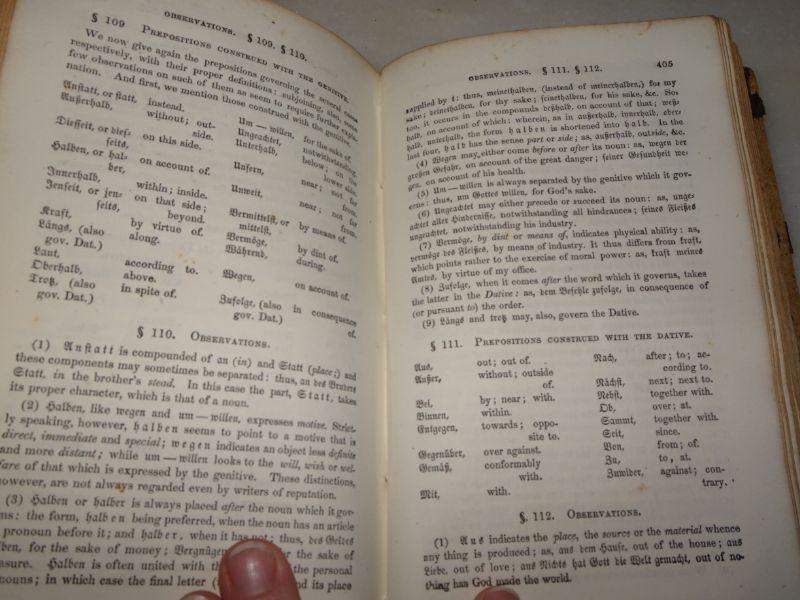 OBSERVATIONS. § 109. § 110.
§ 109 PREPOSITIONS CONSTRUED WITH THE GENITIVE.
We now give again the prepositions governing the several cases
respectively, with their proper definitions: subjoining, also, some
few observations on such of them as seem to require further expla-
nation. And first, we mention those construed with the genitive.
Anstatt, or statt, instead.
Außerhalb, without; out-
side.
Diesseit, or dies-
seits, on this side.
Halben, or hal-
ber, on account of.
Innerhalb, within; inside.
Jenseit, or jen- on that side;
seits, beyond.
Kraft, by virtue of.
Längs, (also along.
gov. Dat.)
Laut, according to.
Oberhalb, above.
Trotz, (also in spite of.
gov. Dat.)
Um — willen, for the sake of.
Ungeachtet, notwithstanding.
Unterhalb, below; on the
lower side.
Unfern, near; not far
from.
Unweit, near; not far
from.
Vermittelst, or by means of.
mittelst,
Vermöge, by dint of.
Während, during.
Wegen, on account of.
Zufolge, (also in consequence
gov. Dat.) of.
§ 110. OBSERVATIONS.
(1) Anstatt is compounded of an (in) and Statt (place;) and
these components may sometimes be separated: thus, an des Bruders
Statt, in the brother's stead. In this case the part, Statt, takes
its proper character, which is that of a noun.
(2) Halben, like wegen and um — willen, expresses motive. Strict-
ly speaking, however, halben seems to point to a motive that is
direct, immediate and special; wegen indicates an object less definite
and more distant; while um — willen looks to the will, wish or wel-
fare of that which is expressed by the genitive. These distinctions,
however, are not always regarded even by writers of reputation.
(3) Halben or halber is always placed after the noun which it gov-
ns: the form, halben being preferred, when the noun has an article
pronoun before it; and halber, when it has not: thus, des Geldes
ben, for the sake of money; Vergnügen for the sake of
asure. Halben is often united with the personal
nouns; in which case the final letter and its place
OBSERVATIONS. § 111. § 112. 405
supplied by t: thus, meinethalben, (instead of meinerhalben,) for my
sake; deinethalben, for thy sake; seinethalben, for his sake, &c. So,
too, it occurs in the compounds deßhalb, on account of that; weß-
halb, on account of which; wherein, as in außerhalb, innerhalb, ober-
halb, unterhalb, the form halben is shortened into halb. In the
last four, halb has the sense part or side; as, außerhalb, outside, &c.
(4) Wegen may either come before or after its noun: as, wegen der
großen Gefahr, on account of the great danger; seiner Gesundheit we-
gen, on account of his health.
(5) Um—willen is always separated by the genitive which it gov-
erns: thus, um Gottes willen, for God's sake.
(6) Ungeachtet may either precede or succeed its noun: as, unge-
achtet aller Hindernisse, notwithstanding all hindrances; seines Fleißes
ungeachtet, notwithstanding his industry.
(7) Vermöge, by dint or means of, indicates physical ability: as,
vermöge des Fleißes, by means of industry. It thus differs from kraft,
which points rather to the exercise of moral power: as, kraft meines
Amtes, by virtue of my office.
(8) Zufolge, when it comes after the word which it governs, takes
the latter in the Dative: as, dem Befehle zufolge, in consequence of
(or pursuant to) the order.
(9) Längs and trotz may, also, govern the Dative.
§ 111. PREPOSITIONS CONSTRUED WITH THE DATIVE.
Aus, out; out of.
Außer, without; outside
of.
Bei, by; near; with.
Binnen, within.
Entgegen, towards; oppo-
site to.
Gegenüber, over against.
Gemäß, conformably
with.
Mit, with.
Nach, after; to; ac-
cording to.
Nächst, next; next to.
Nebst, together with.
Ob, over; at.
Sammt, together with.
Seit, since.
Von, from; of.
Zu, to, at.
Zuwider, against; con-
trary.
§. 112. OBSERVATIONS.
(1) Aus indicates the place, the source or the material whence
any thing is produced; as, aus dem Hause, out of the house; aus
Liebe, out of love; aus Nichts hat Gott die Welt gemacht, out of no-
thing has God made the world.